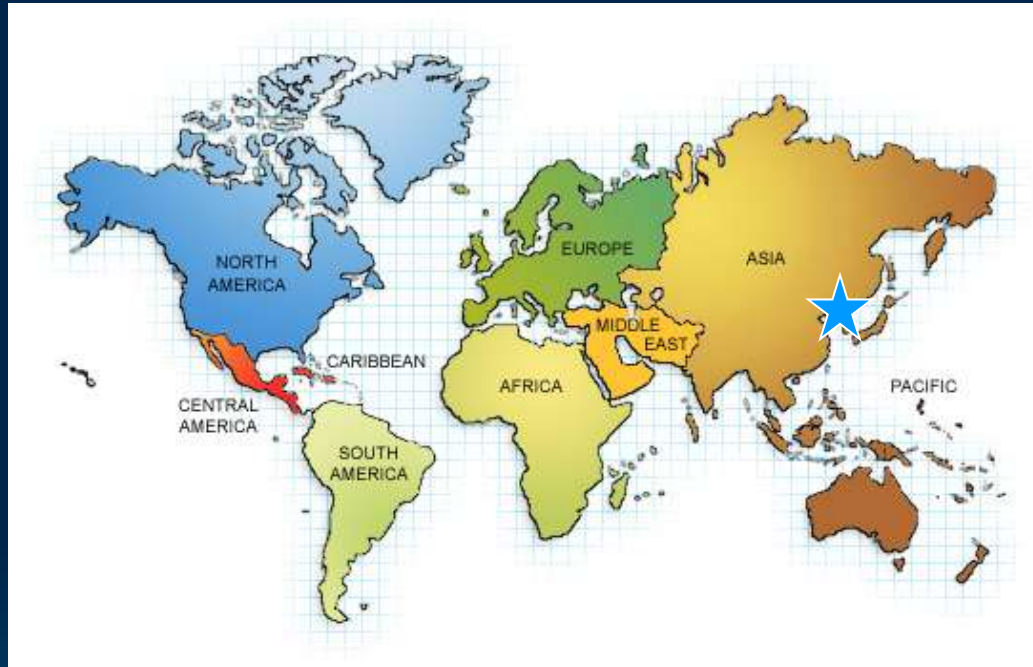 NORTH
AMERICA
EUROPE
ASIA
MIDDLE
EAST
CARIBBEAN
AFRICA
PACIFIC
CENTRAL
AMERICA
SOUTH
AMERICA